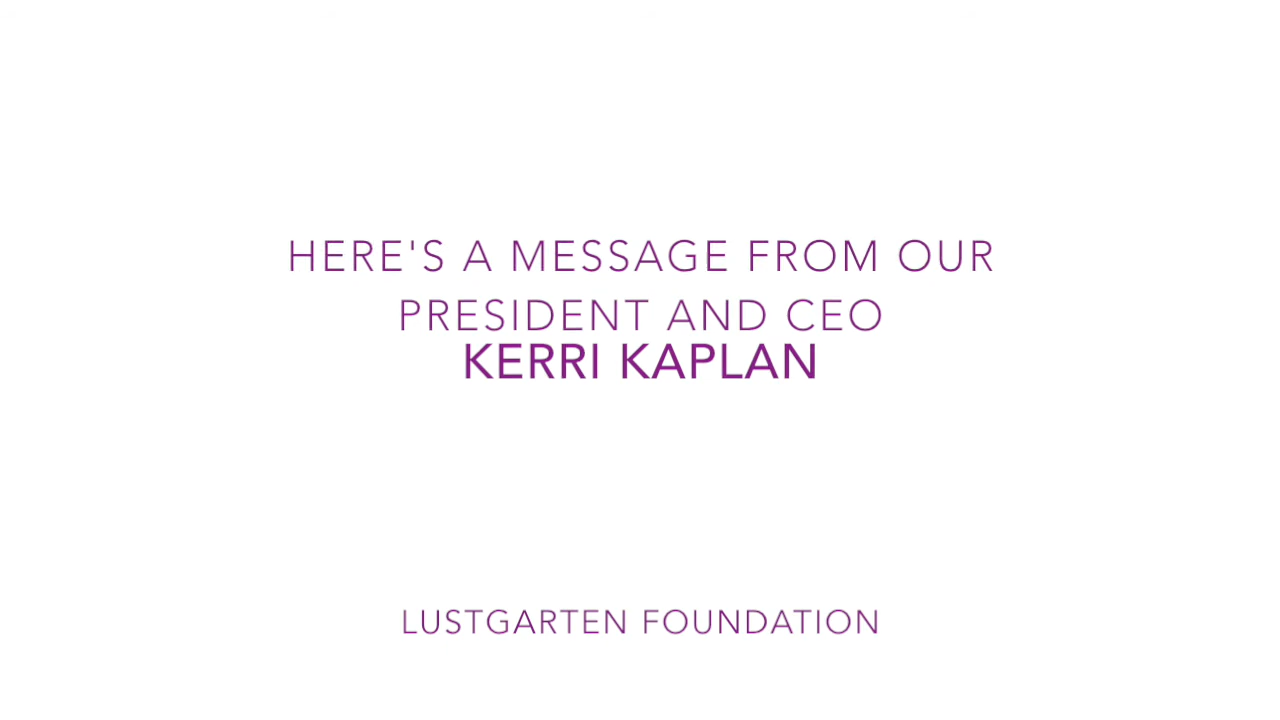 HERE'S A MESSAGE FROM OUR
PRESIDENT AND CEO
KERRI KAPLAN
LUSTGARTEN FOUNDATION